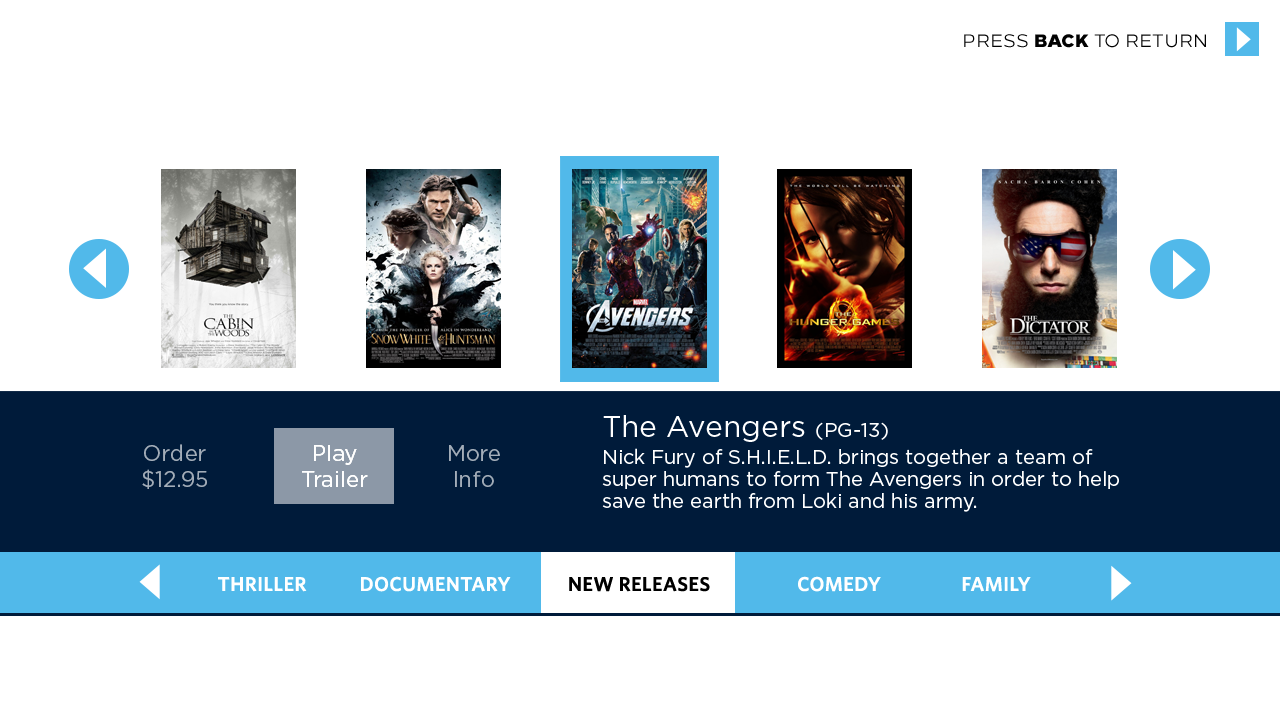 PRESS BACK TO RETURN
THE
CABIN
IN THE
WOODS
SNOW WHITE & THE HUNTSMAN
MARVEL
AVENGERS
THE WORLD WILL BE WATCHING
THE
HUNGER GAMES
SACHA BARON COHEN
THE
DICTATOR
Order
$12.95
Play
Trailer
More
Info
The Avengers (PG-13)
Nick Fury of S.H.I.E.L.D. brings together a team of
super humans to form The Avengers in order to help
save the earth from Loki and his army.
THRILLER DOCUMENTARY NEW RELEASES COMEDY FAMILY